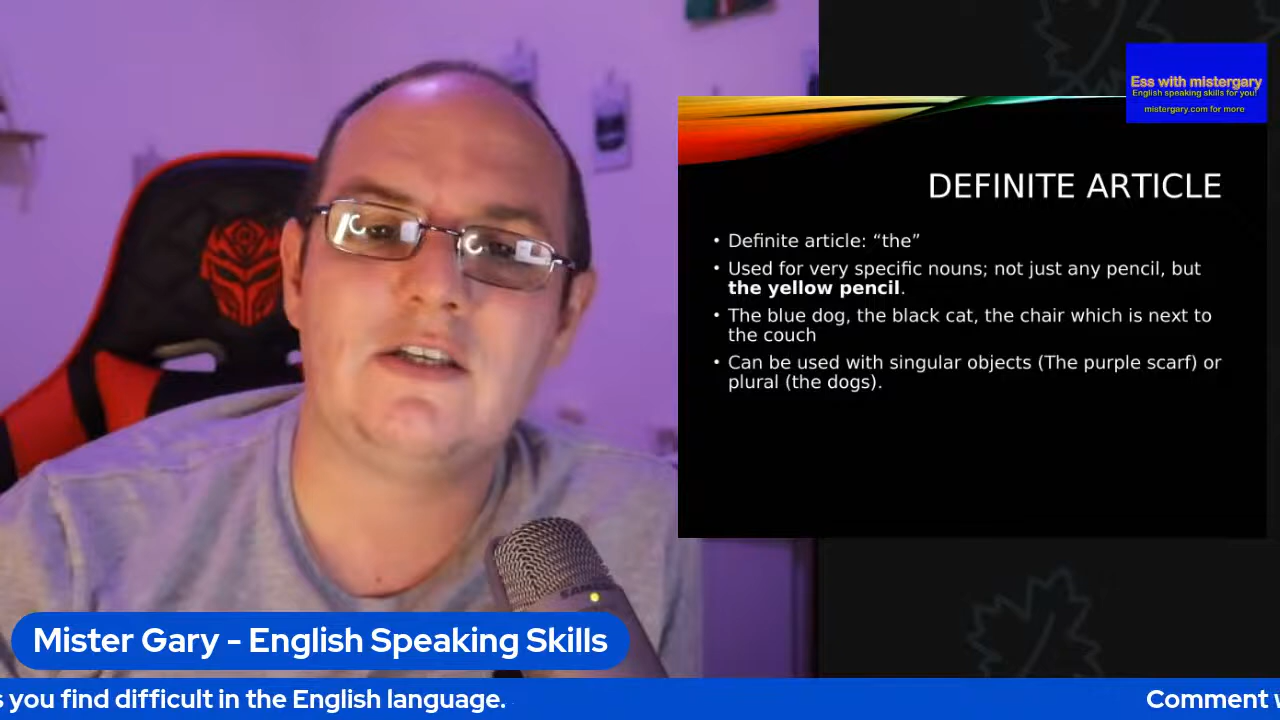 Ess with mistergary
English speaking skills for you!
mistergary.com for more
DEFINITE ARTICLE
• Definite article: “the”
• Used for very specific nouns; not just any pencil, but
the yellow pencil.
• The blue dog, the black cat, the chair which is next to
the couch
• Can be used with singular objects (The purple scarf) or
plural (the dogs).
Mister Gary - English Speaking Skills
s you find difficult in the English language.
Comment w